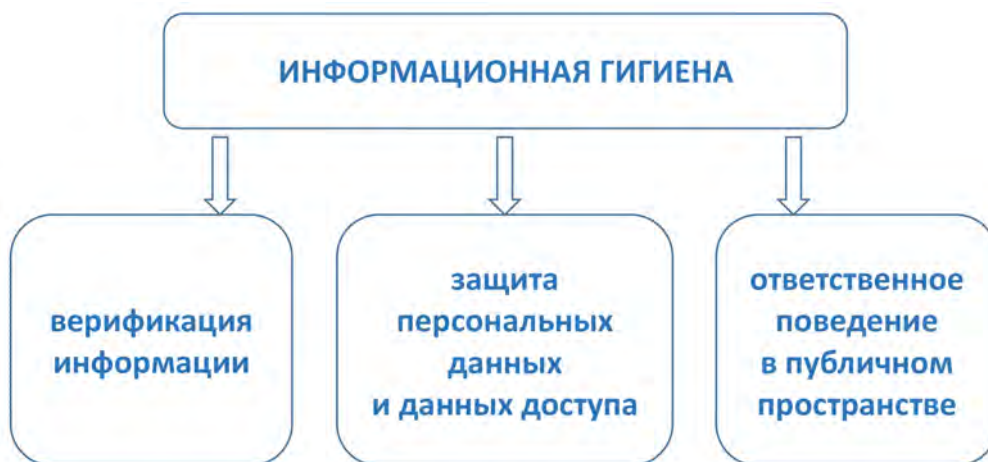 ИНФОРМАЦИОННАЯ ГИГИЕНА
верификация
информации
защита
персональных
данных
и данных доступа
ответственное
поведение
в публичном
пространстве